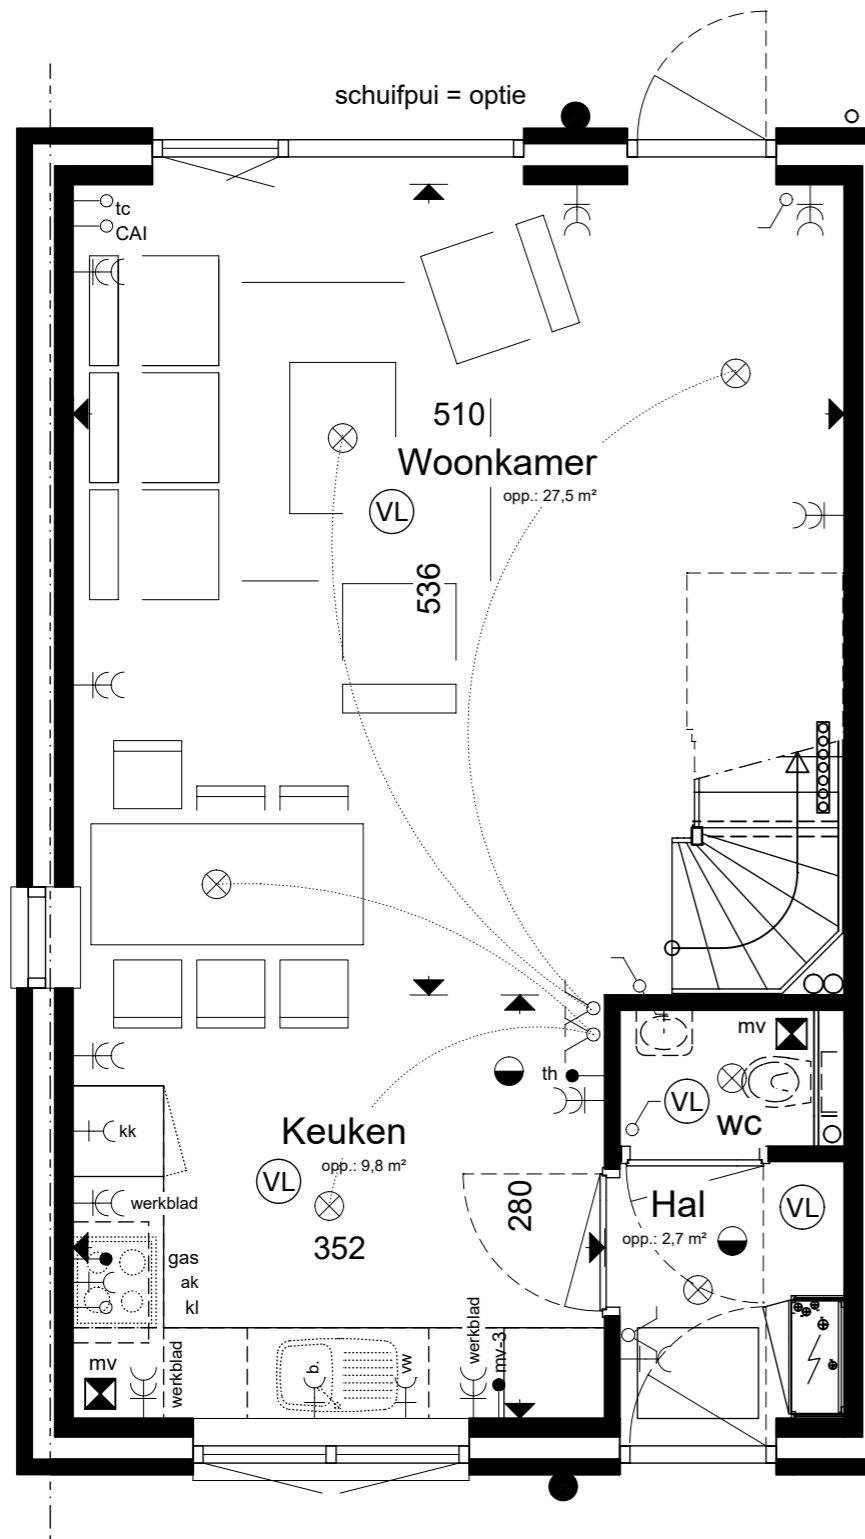 schuifpui = optie
tc
CAI
510
Woonkamer
opp.: 27,5 m²
VL
536
mv
th
VL
WC
kk
Keuken
opp.: 9,8 m²
VL
werkblad
280
Hal
opp.: 2,7 m²
VL
352
gas
ak
kl
mv
werkblad
b.
vw
werkblad
mv-3